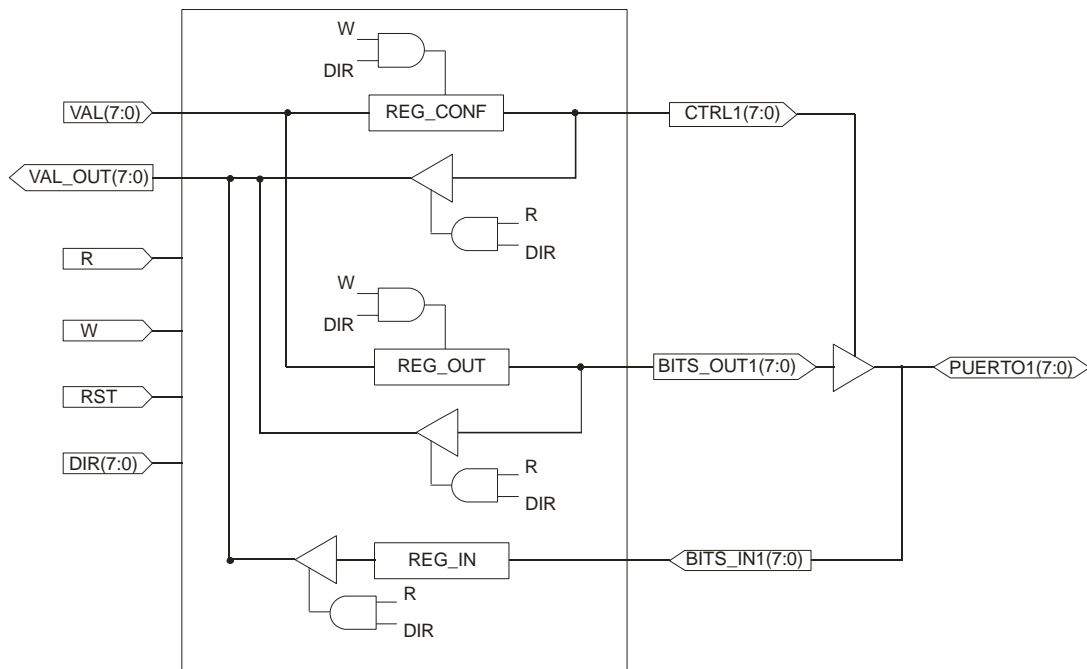 W
DIR
VAL(7:0)
REG_CONF
CTRL1(7:0)
VAL_OUT(7:0)
R
DIR
R
W
DIR
W
REG_OUT
BITS_OUT1(7:0)
PUERTO1(7:0)
RST
DIR(7:0)
R
DIR
REG_IN
BITS_IN1(7:0)
R
DIR